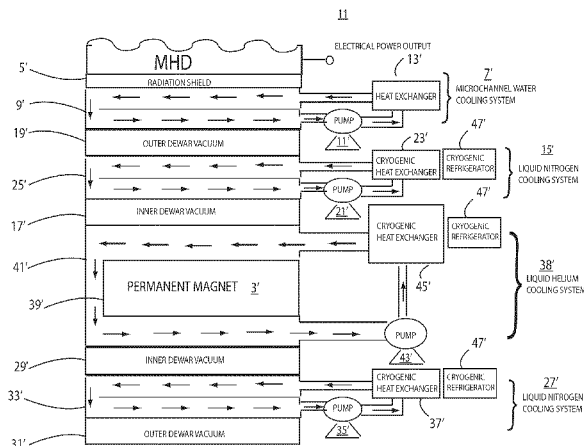 11
ELECTRICAL POWER OUTPUT
MHD
5'
RADIATION SHIELD
13'
7'
HEAT EXCHANGER
MICROCHANNEL WATER
COOLING SYSTEM
9'
PUMP
11'
19'
OUTER DEWAR VACUUM
23'
47'
15'
CRYOGENIC
HEAT EXCHANGER
CRYOGENIC
REFRIGERATOR
LIQUID NITROGEN
COOLING SYSTEM
25'
PUMP
21'
INNER DEWAR VACUUM
47'
17'
CRYOGENIC
HEAT EXCHANGER
CRYOGENIC
REFRIGERATOR
41'
45'
38'
LIQUID HELIUM
COOLING SYSTEM
PERMANENT MAGNET 3'
39'
PUMP
43'
47'
29'
INNER DEWAR VACUUM
CRYOGENIC
HEAT EXCHANGER
CRYOGENIC
REFRIGERATOR
27'
LIQUID NITROGEN
COOLING SYSTEM
33'
PUMP
35'
37'
31'
OUTER DEWAR VACUUM